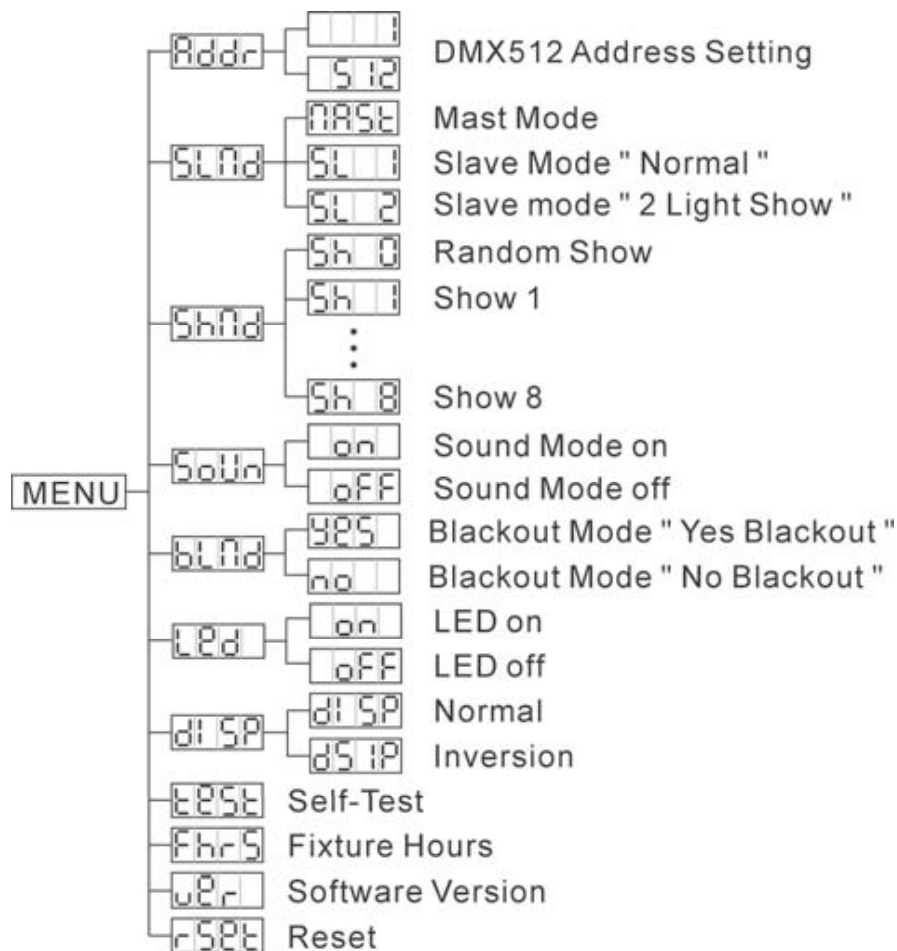 1
Addr DMX512 Address Setting
512
MASt Mast Mode
SLMd SL 1 Slave Mode " Normal "
SL 2 Slave mode " 2 Light Show "
Sh 0 Random Show
Sh 1 Show 1
ShMd
Sh 8 Show 8
on Sound Mode on
SoUn
oFF Sound Mode off
MENU
yes Blackout Mode " Yes Blackout "
bLMd
no Blackout Mode " No Blackout "
on LED on
Led
oFF LED off
dISP Normal
dI SP
dSIP Inversion
teSt Self-Test
FhrS Fixture Hours
ver Software Version
rSet Reset